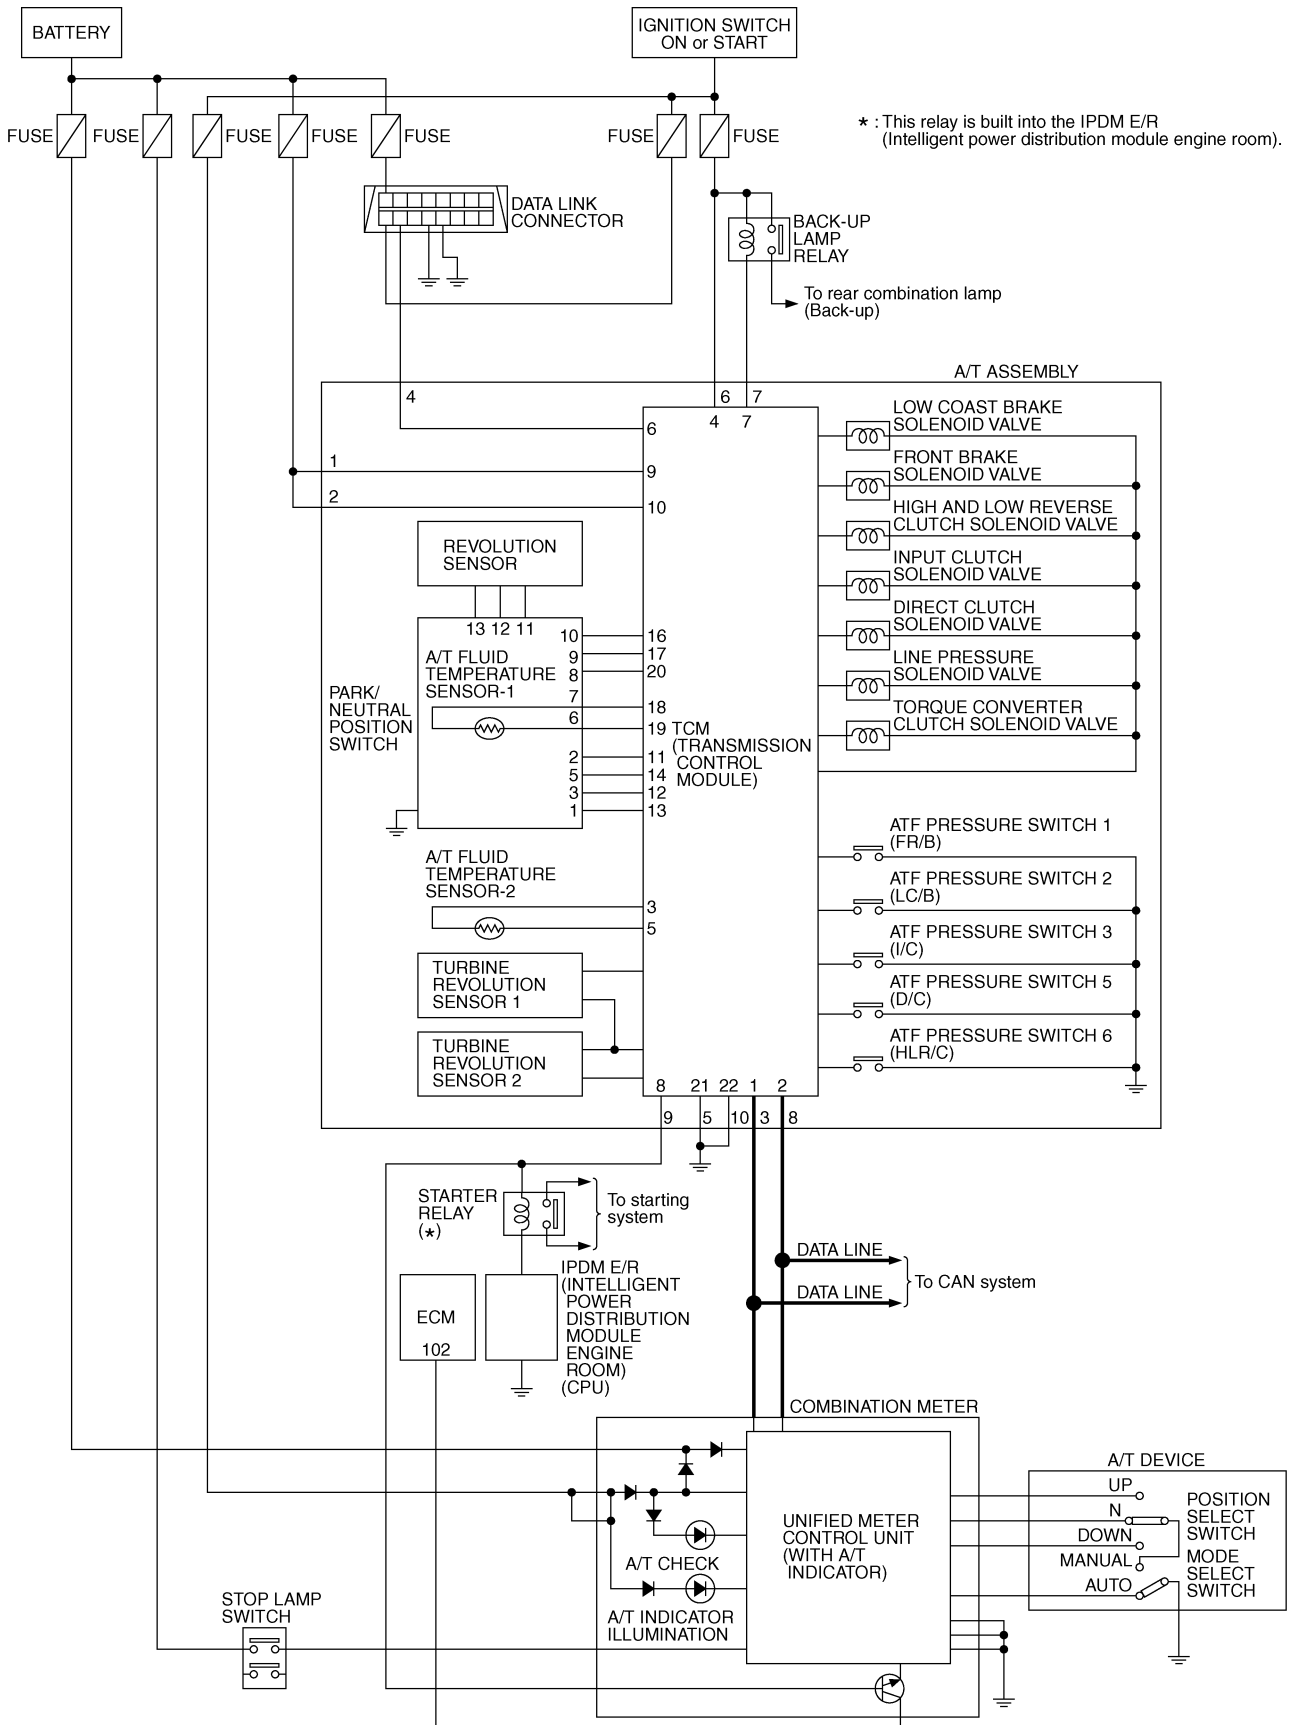 BATTERY
IGNITION SWITCH
ON or START
FUSE
FUSE
FUSE
FUSE
FUSE
FUSE
FUSE
* : This relay is built into the IPDM E/R
(Intelligent power distribution module engine room).
DATA LINK
CONNECTOR
BACK-UP
LAMP
RELAY
To rear combination lamp
(Back-up)
A/T ASSEMBLY
4
6 7
4 7
6
1
9
2
10
LOW COAST BRAKE
SOLENOID VALVE
FRONT BRAKE
SOLENOID VALVE
HIGH AND LOW REVERSE
CLUTCH SOLENOID VALVE
INPUT CLUTCH
SOLENOID VALVE
DIRECT CLUTCH
SOLENOID VALVE
LINE PRESSURE
SOLENOID VALVE
TORQUE CONVERTER
CLUTCH SOLENOID VALVE
REVOLUTION
SENSOR
13 12 11
A/T FLUID
TEMPERATURE
SENSOR-1
PARK/
NEUTRAL
POSITION
SWITCH
10 16
9 17
8 20
7 18
6 19
2 11
5 14
3 12
1 13
TCM
(TRANSMISSION
CONTROL
MODULE)
A/T FLUID
TEMPERATURE
SENSOR-2
3
5
TURBINE
REVOLUTION
SENSOR 1
TURBINE
REVOLUTION
SENSOR 2
ATF PRESSURE SWITCH 1
(FR/B)
ATF PRESSURE SWITCH 2
(LC/B)
ATF PRESSURE SWITCH 3
(I/C)
ATF PRESSURE SWITCH 5
(D/C)
ATF PRESSURE SWITCH 6
(HLR/C)
8 21 22 1 2
9 5 10 3 8
STARTER
RELAY
(*)
To starting
system
IPDM E/R
(INTELLIGENT
POWER
DISTRIBUTION
MODULE
ENGINE
ROOM)
(CPU)
ECM
102
DATA LINE
DATA LINE
To CAN system
COMBINATION METER
UNIFIED METER
CONTROL UNIT
(WITH A/T
INDICATOR)
A/T CHECK
A/T INDICATOR
ILLUMINATION
A/T DEVICE
UP
N
DOWN
MANUAL
AUTO
POSITION
SELECT
SWITCH
MODE
SELECT
SWITCH
STOP LAMP
SWITCH